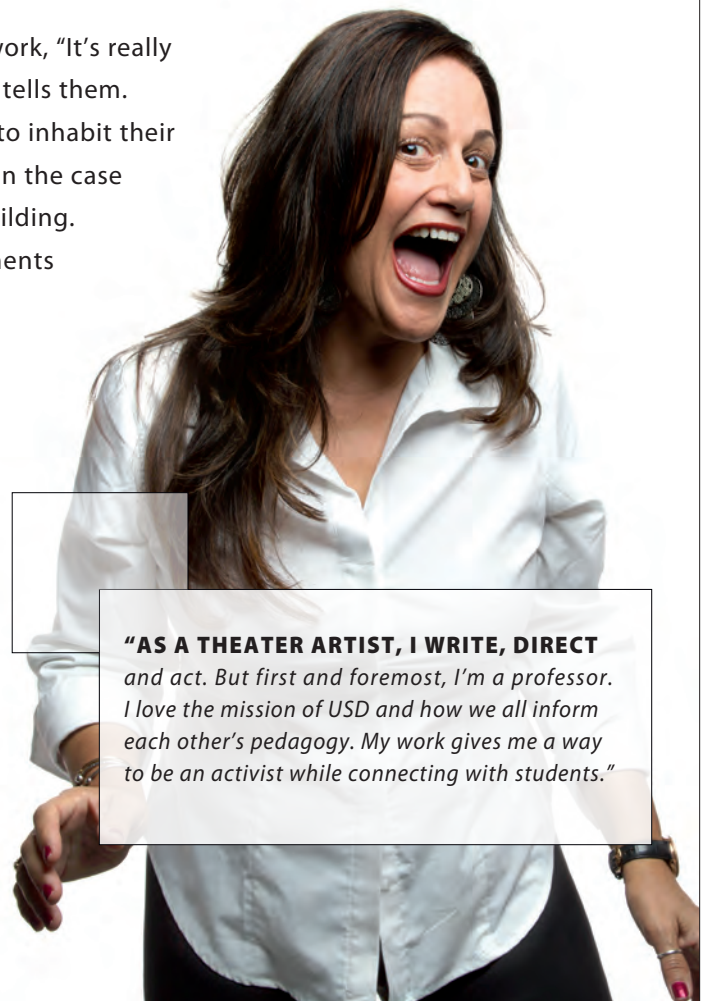 work, “It’s really
tells them.
to inhabit their
n the case
ilding.
ents
“AS A THEATER ARTIST, I WRITE, DIRECT
and act. But first and foremost, I’m a professor.
I love the mission of USD and how we all inform
each other’s pedagogy. My work gives me a way
to be an activist while connecting with students.”